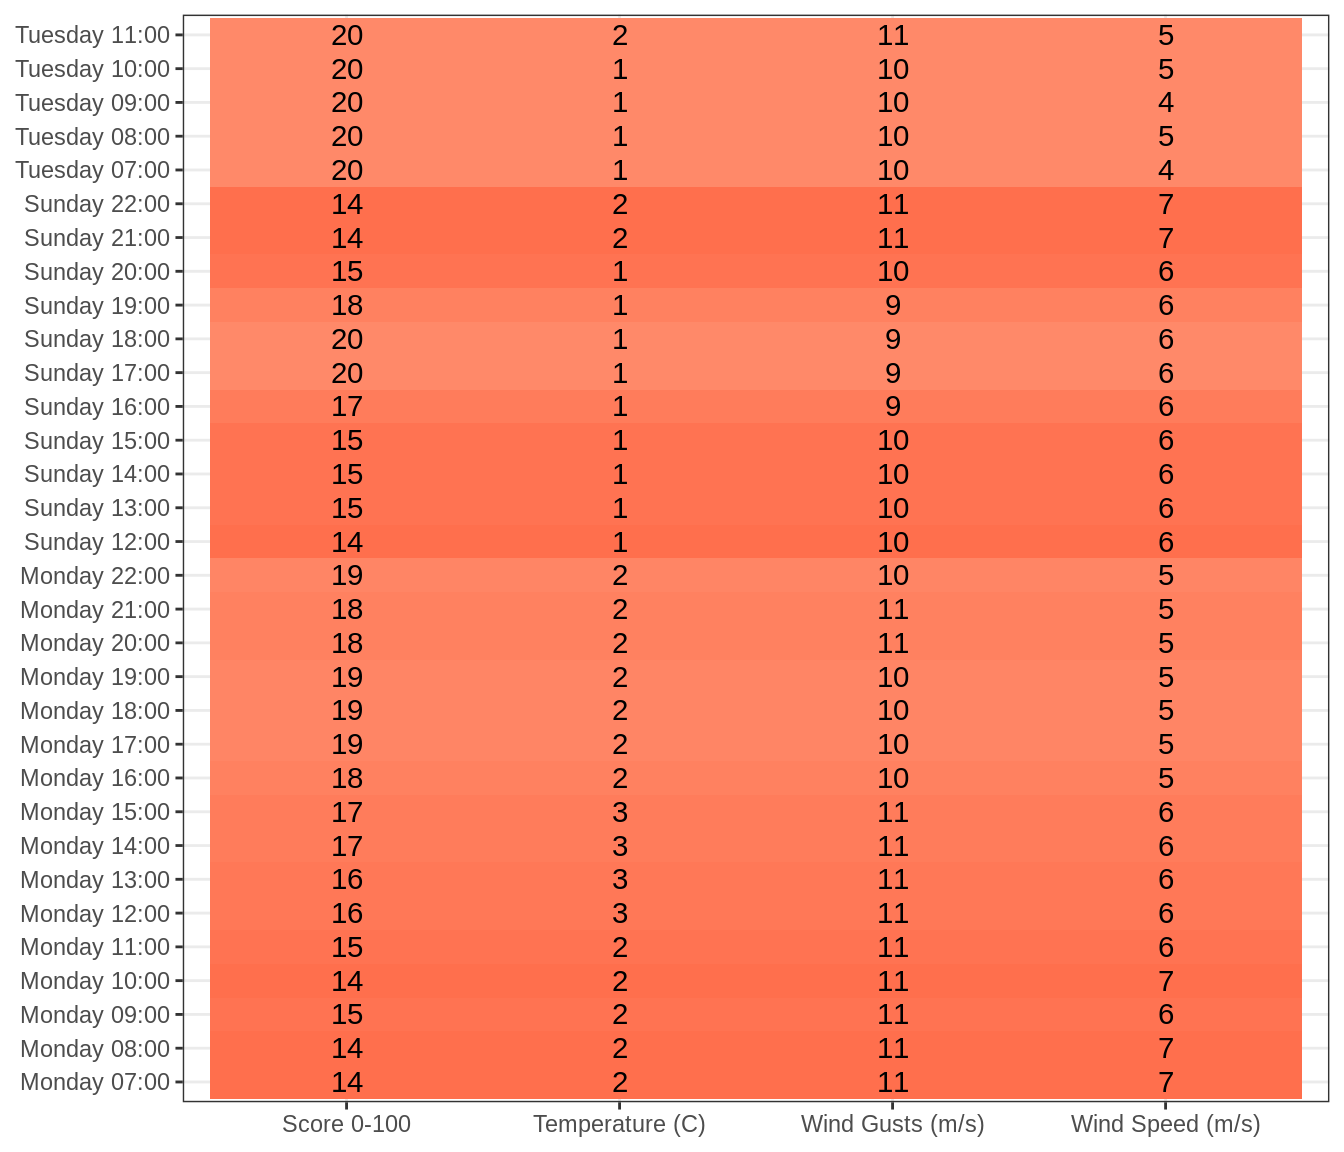 Tuesday 11:00 20 2 11 5
Tuesday 10:00 20 1 10 5
Tuesday 09:00 20 1 10 4
Tuesday 08:00 20 1 10 5
Tuesday 07:00 20 1 10 4
Sunday 22:00 14 2 11 7
Sunday 21:00 14 2 11 7
Sunday 20:00 15 1 10 6
Sunday 19:00 18 1 9 6
Sunday 18:00 20 1 9 6
Sunday 17:00 20 1 9 6
Sunday 16:00 17 1 9 6
Sunday 15:00 15 1 10 6
Sunday 14:00 15 1 10 6
Sunday 13:00 15 1 10 6
Sunday 12:00 14 1 10 6
Monday 22:00 19 2 10 5
Monday 21:00 18 2 11 5
Monday 20:00 18 2 11 5
Monday 19:00 19 2 10 5
Monday 18:00 19 2 10 5
Monday 17:00 19 2 10 5
Monday 16:00 18 2 10 5
Monday 15:00 17 3 11 6
Monday 14:00 17 3 11 6
Monday 13:00 16 3 11 6
Monday 12:00 16 3 11 6
Monday 11:00 15 2 11 6
Monday 10:00 14 2 11 7
Monday 09:00 15 2 11 6
Monday 08:00 14 2 11 7
Monday 07:00 14 2 11 7
Score 0-100 Temperature (C) Wind Gusts (m/s) Wind Speed (m/s)